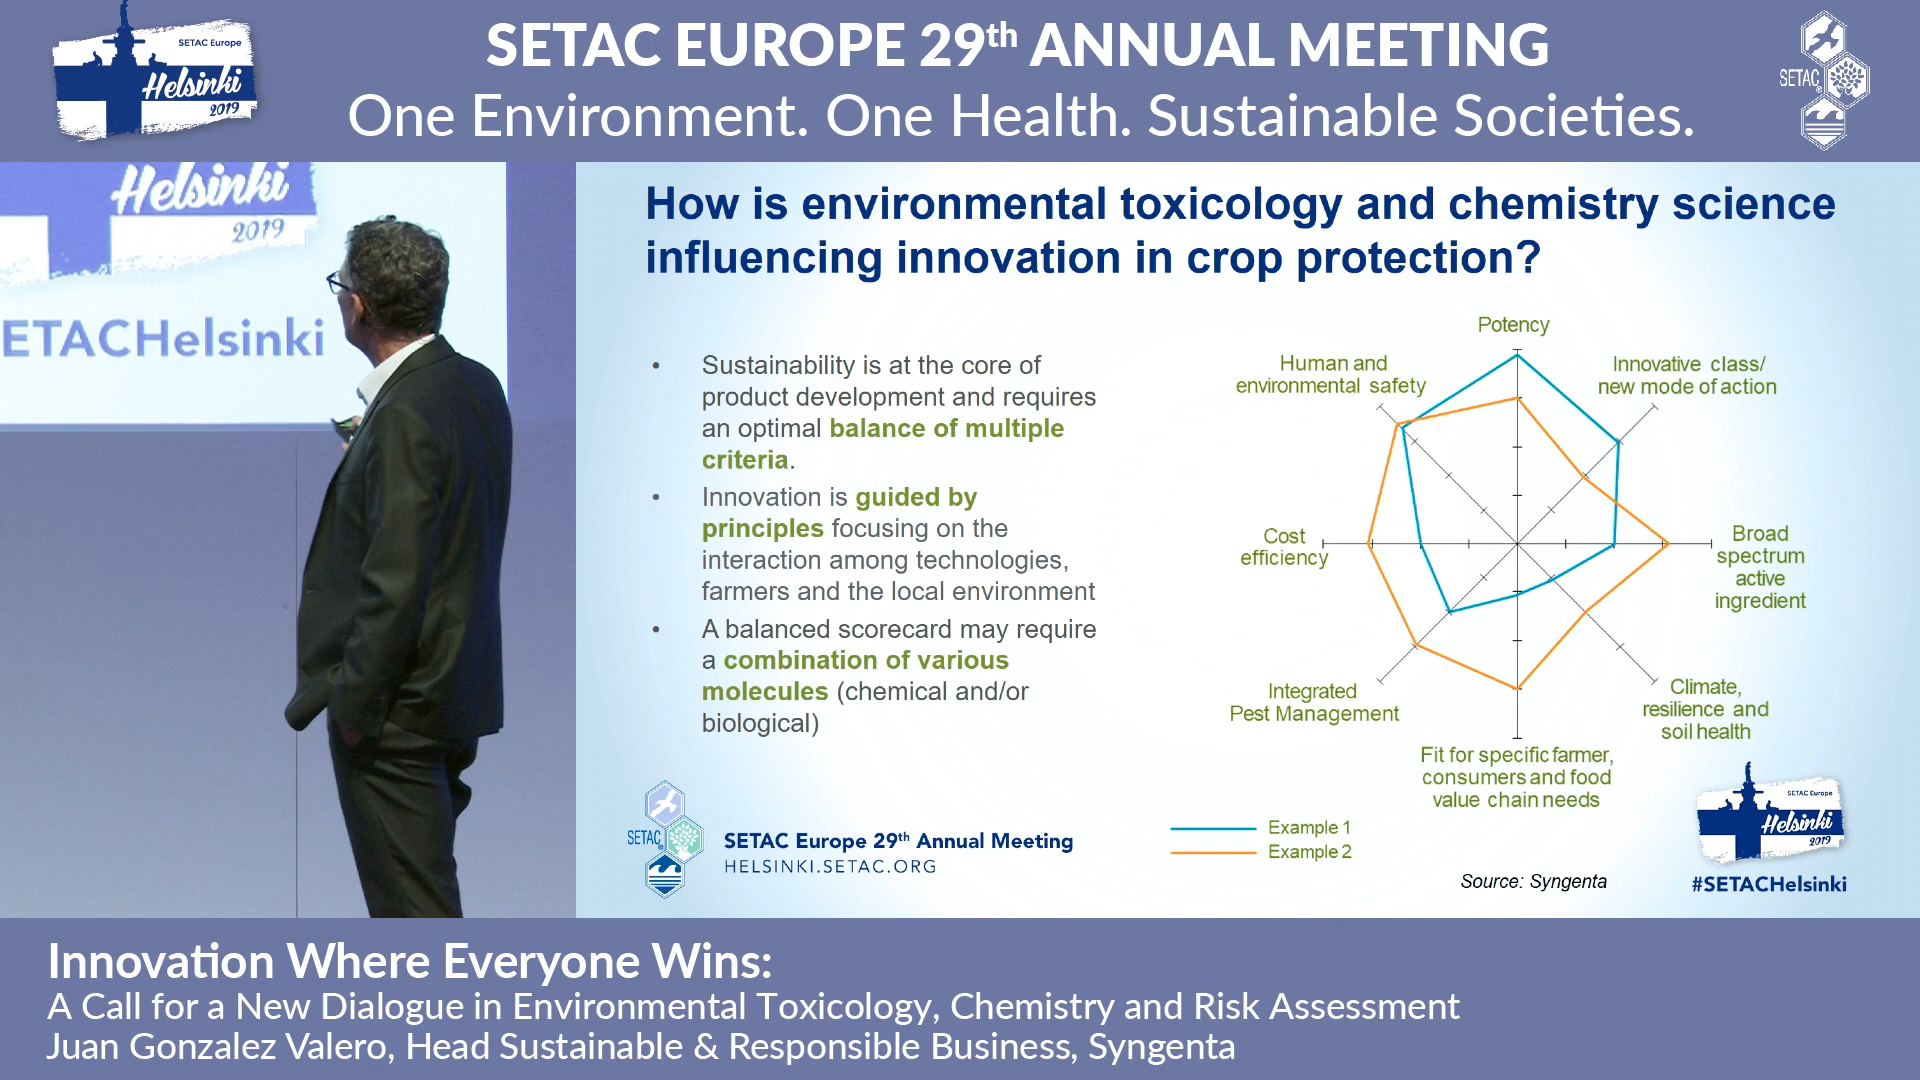 SETAC Europe
Helsinki
2019
SETAC EUROPE 29th ANNUAL MEETING
One Environment. One Health. Sustainable Societies.
SETAC
Helsinki
2019
ETACHelsinki
How is environmental toxicology and chemistry science
influencing innovation in crop protection?
• Sustainability is at the core of
product development and requires
an optimal balance of multiple
criteria.
• Innovation is guided by
principles focusing on the
interaction among technologies,
farmers and the local environment
• A balanced scorecard may require
a combination of various
molecules (chemical and/or
biological)
Potency
Human and
environmental safety
Innovative class/
new mode of action
Cost
efficiency
Broad
spectrum
active
ingredient
Integrated
Pest Management
Climate,
resilience and
soil health
Fit for specific farmer,
consumers and food
value chain needs
Example 1
Example 2
Source: Syngenta
SETAC
SETAC Europe 29th Annual Meeting
HELSINKI.SETAC.ORG
SETAC Europe
Helsinki
2019
#SETACHelsinki
Innovation Where Everyone Wins:
A Call for a New Dialogue in Environmental Toxicology, Chemistry and Risk Assessment
Juan Gonzalez Valero, Head Sustainable & Responsible Business, Syngenta